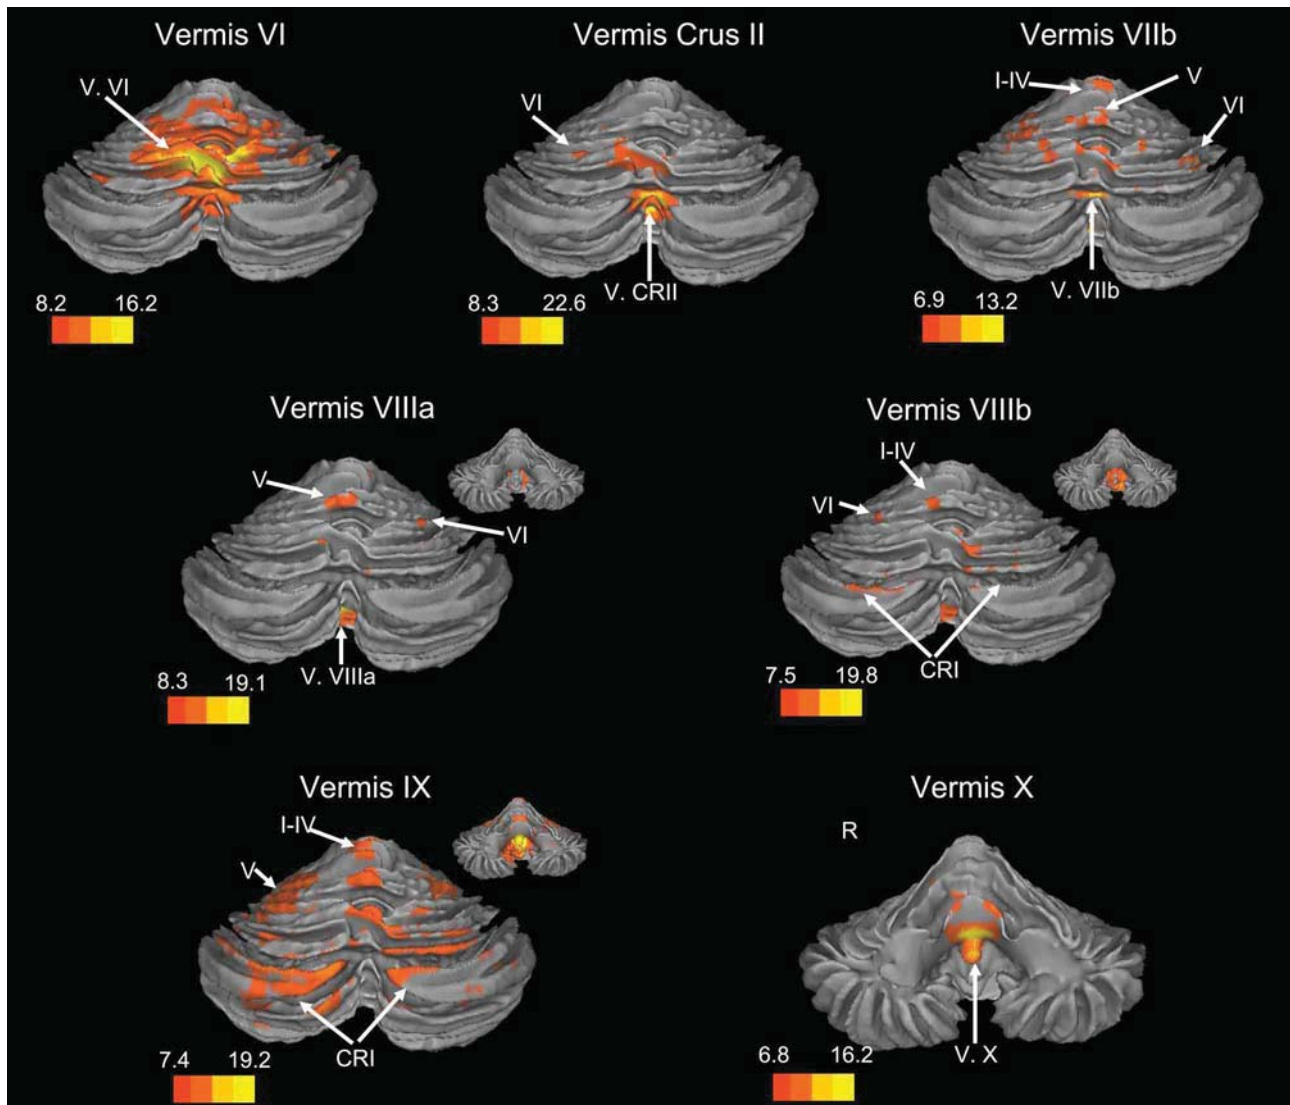 Vermis VI
V. VI
8.2 16.2
Vermis Crus II
VI
V. CRII
8.3 22.6
Vermis VIIb
I-IV
V
VI
V. VIIb
6.9 13.2
Vermis VIIIa
V
VI
V. VIIIa
8.3 19.1
Vermis VIIIb
I-IV
VI
CRI
7.5 19.8
Vermis IX
I-IV
V
CRI
7.4 19.2
Vermis X
R
V. X
6.8 16.2